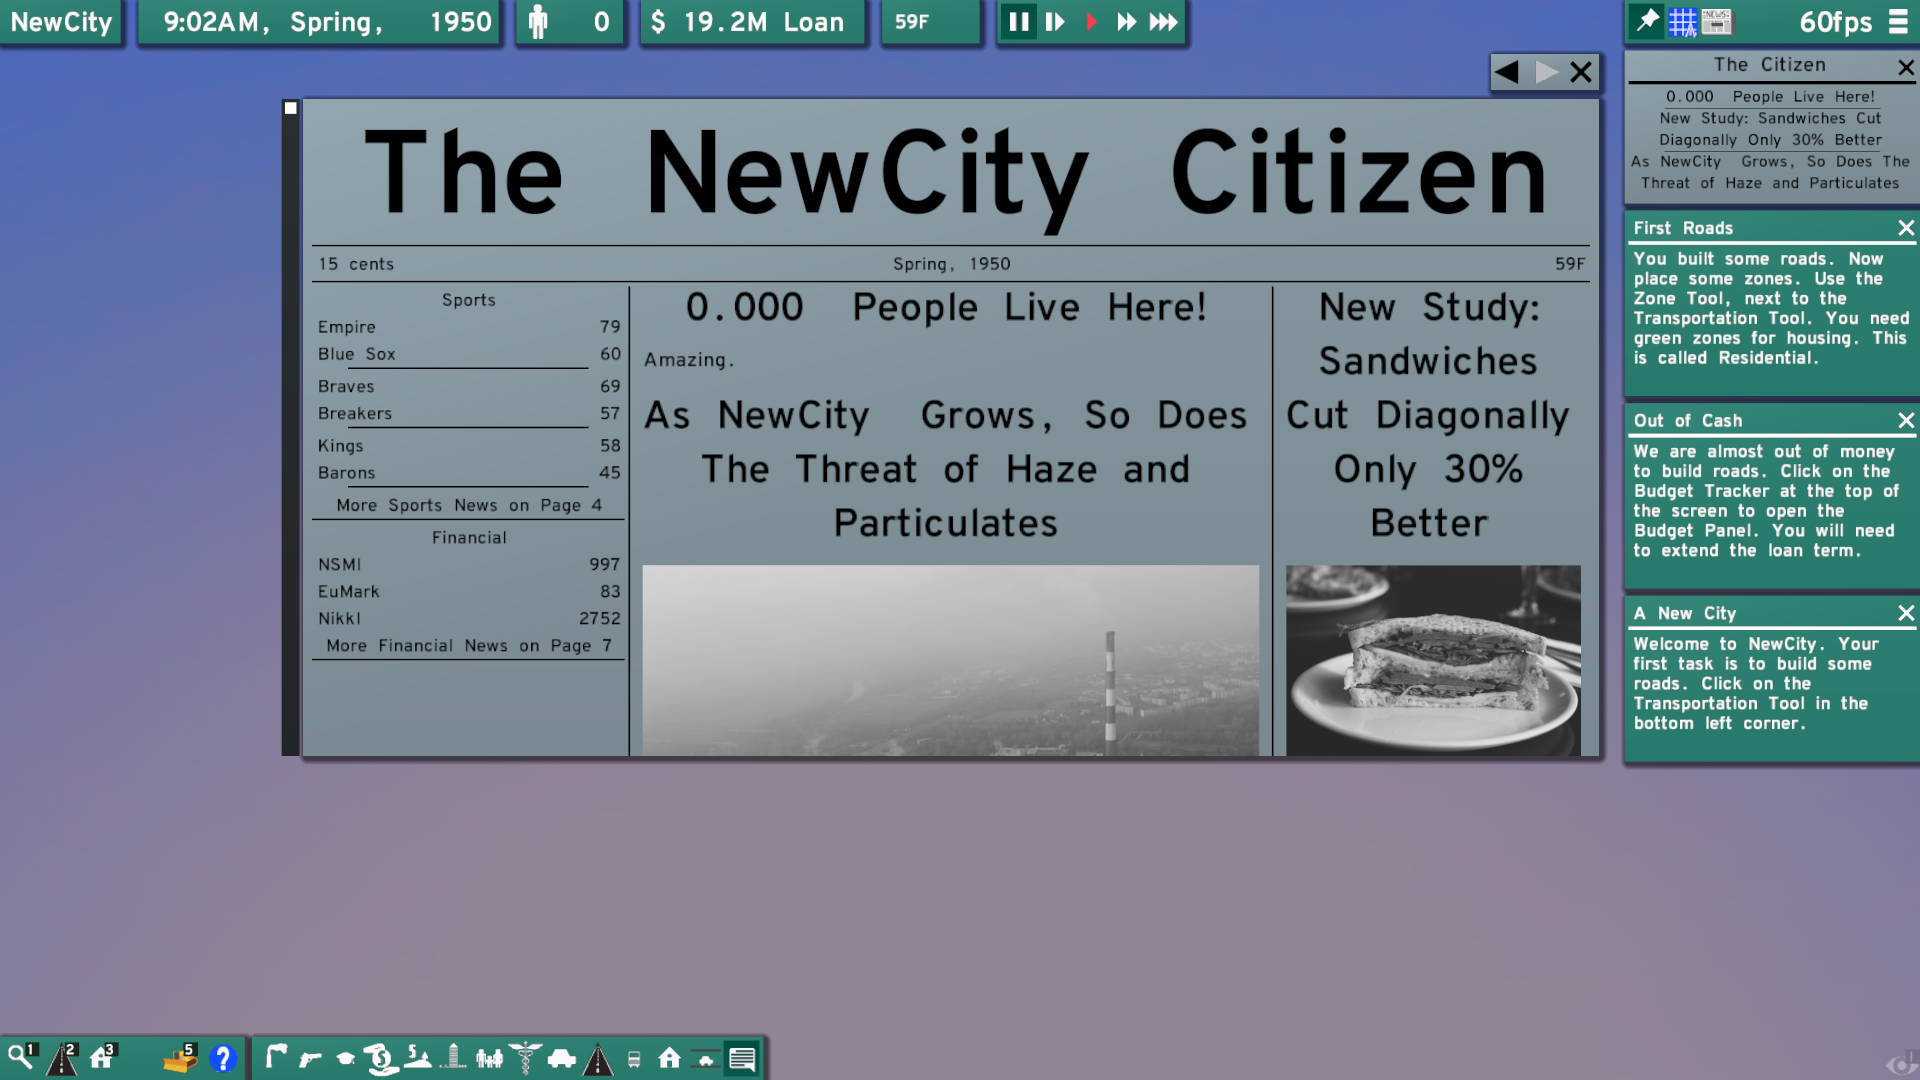 NewCity
9:02AM, Spring, 1950
0
$ 19.2M Loan
59F
60fps
The NewCity Citizen
15 cents
Spring, 1950
59F
Sports
Empire 79
Blue Sox 60
Braves 69
Breakers 57
Kings 58
Barons 45
More Sports News on Page 4
Financial
NSMI 997
EuMark 83
NikkI 2752
More Financial News on Page 7
0.000 People Live Here!
Amazing.
As NewCity Grows, So Does
The Threat of Haze and
Particulates
New Study:
Sandwiches
Cut Diagonally
Only 30%
Better
The Citizen
0.000 People Live Here!
New Study: Sandwiches Cut
Diagonally Only 30% Better
As NewCity Grows, So Does The
Threat of Haze and Particulates
First Roads
You built some roads. Now
place some zones. Use the
Zone Tool, next to the
Transportation Tool. You need
green zones for housing. This
is called Residential.
Out of Cash
We are almost out of money
to build roads. Click on the
Budget Tracker at the top of
the screen to open the
Budget Panel. You will need
to extend the loan term.
A New City
Welcome to NewCity. Your
first task is to build some
roads. Click on the
Transportation Tool in the
bottom left corner.
1
2
3
5
?